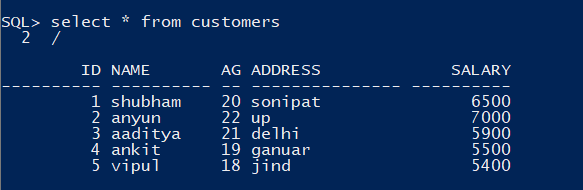 SQL> select * from customers
  2  /
        ID NAME       AG ADDRESS             SALARY
---------- ---------- -- --------------- ----------
         1 shubham    20 sonipat               6500
         2 anyun      22 up                    7000
         3 aaditya    21 delhi                 5900
         4 ankit      19 ganuar                5500
         5 vipul      18 jind                  5400